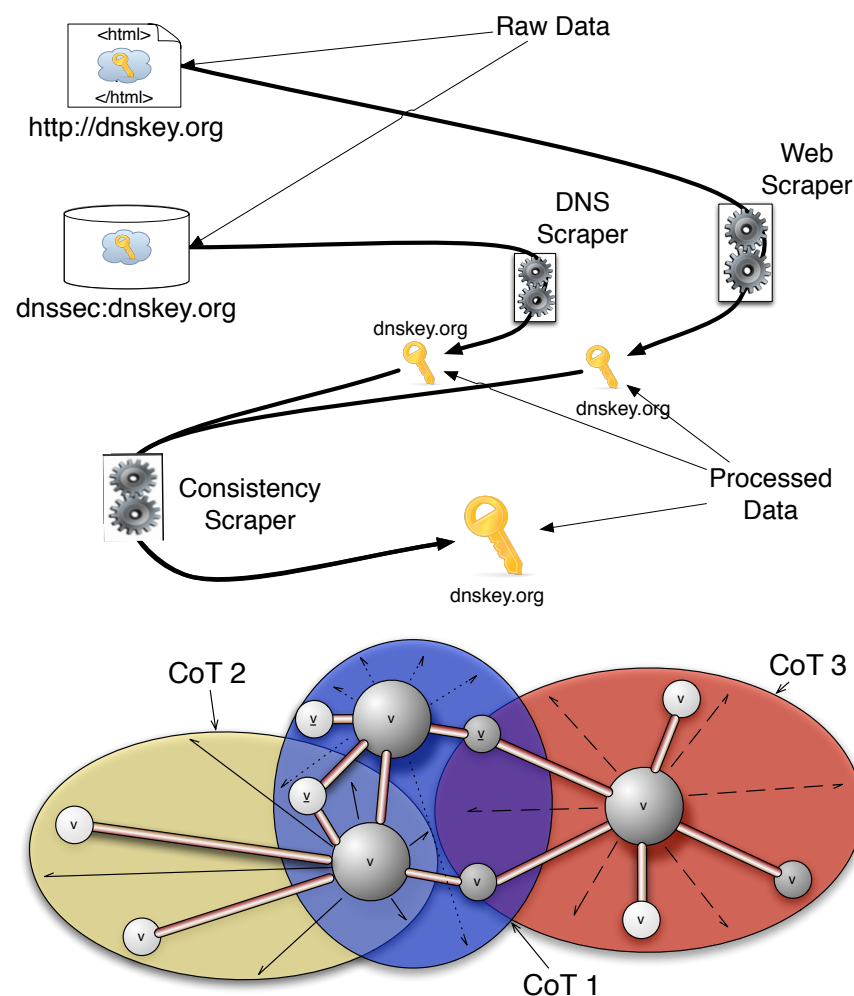 Raw Data
<html>
</html>
http://dnskey.org
Web
Scraper
DNS
Scraper
dnssec:dnskey.org
dnskey.org
dnskey.org
Processed
Data
Consistency
Scraper
dnskey.org
CoT 2
CoT 3
v
v
v
v
v
v
v
v
v
v
v
v
CoT 1